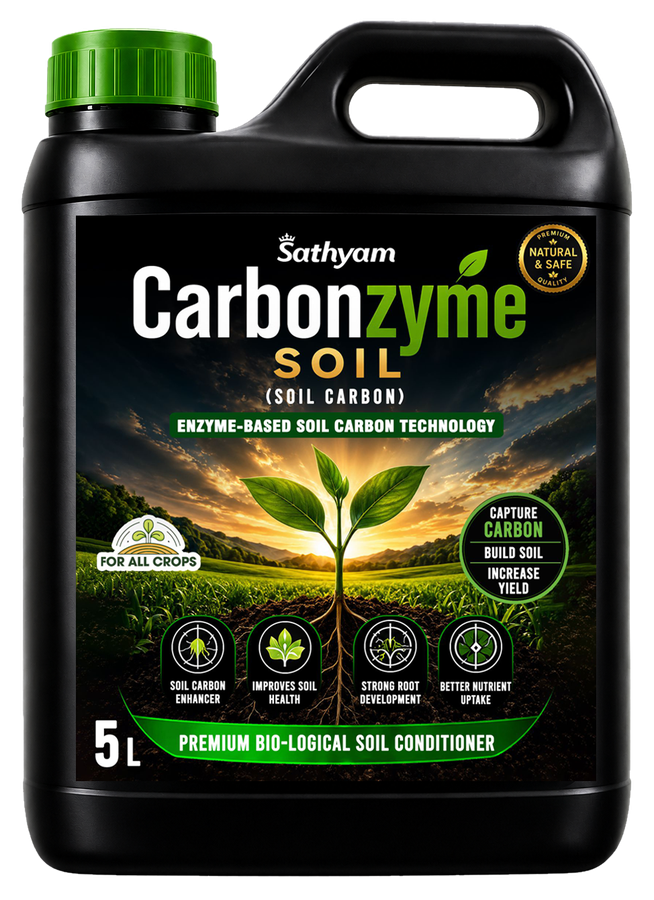 Sathyam
PREMIUM
NATURAL
& SAFE
QUALITY
Carbonzyme
SOIL
(SOIL CARBON)
ENZYME-BASED SOIL CARBON TECHNOLOGY
FOR ALL CROPS
CAPTURE
CARBON
BUILD SOIL
INCREASE
YIELD
SOIL CARBON
ENHANCER
IMPROVES SOIL
HEALTH
STRONG ROOT
DEVELOPMENT
BETTER NUTRIENT
UPTAKE
5 L
PREMIUM BIO-LOGICAL SOIL CONDITIONER